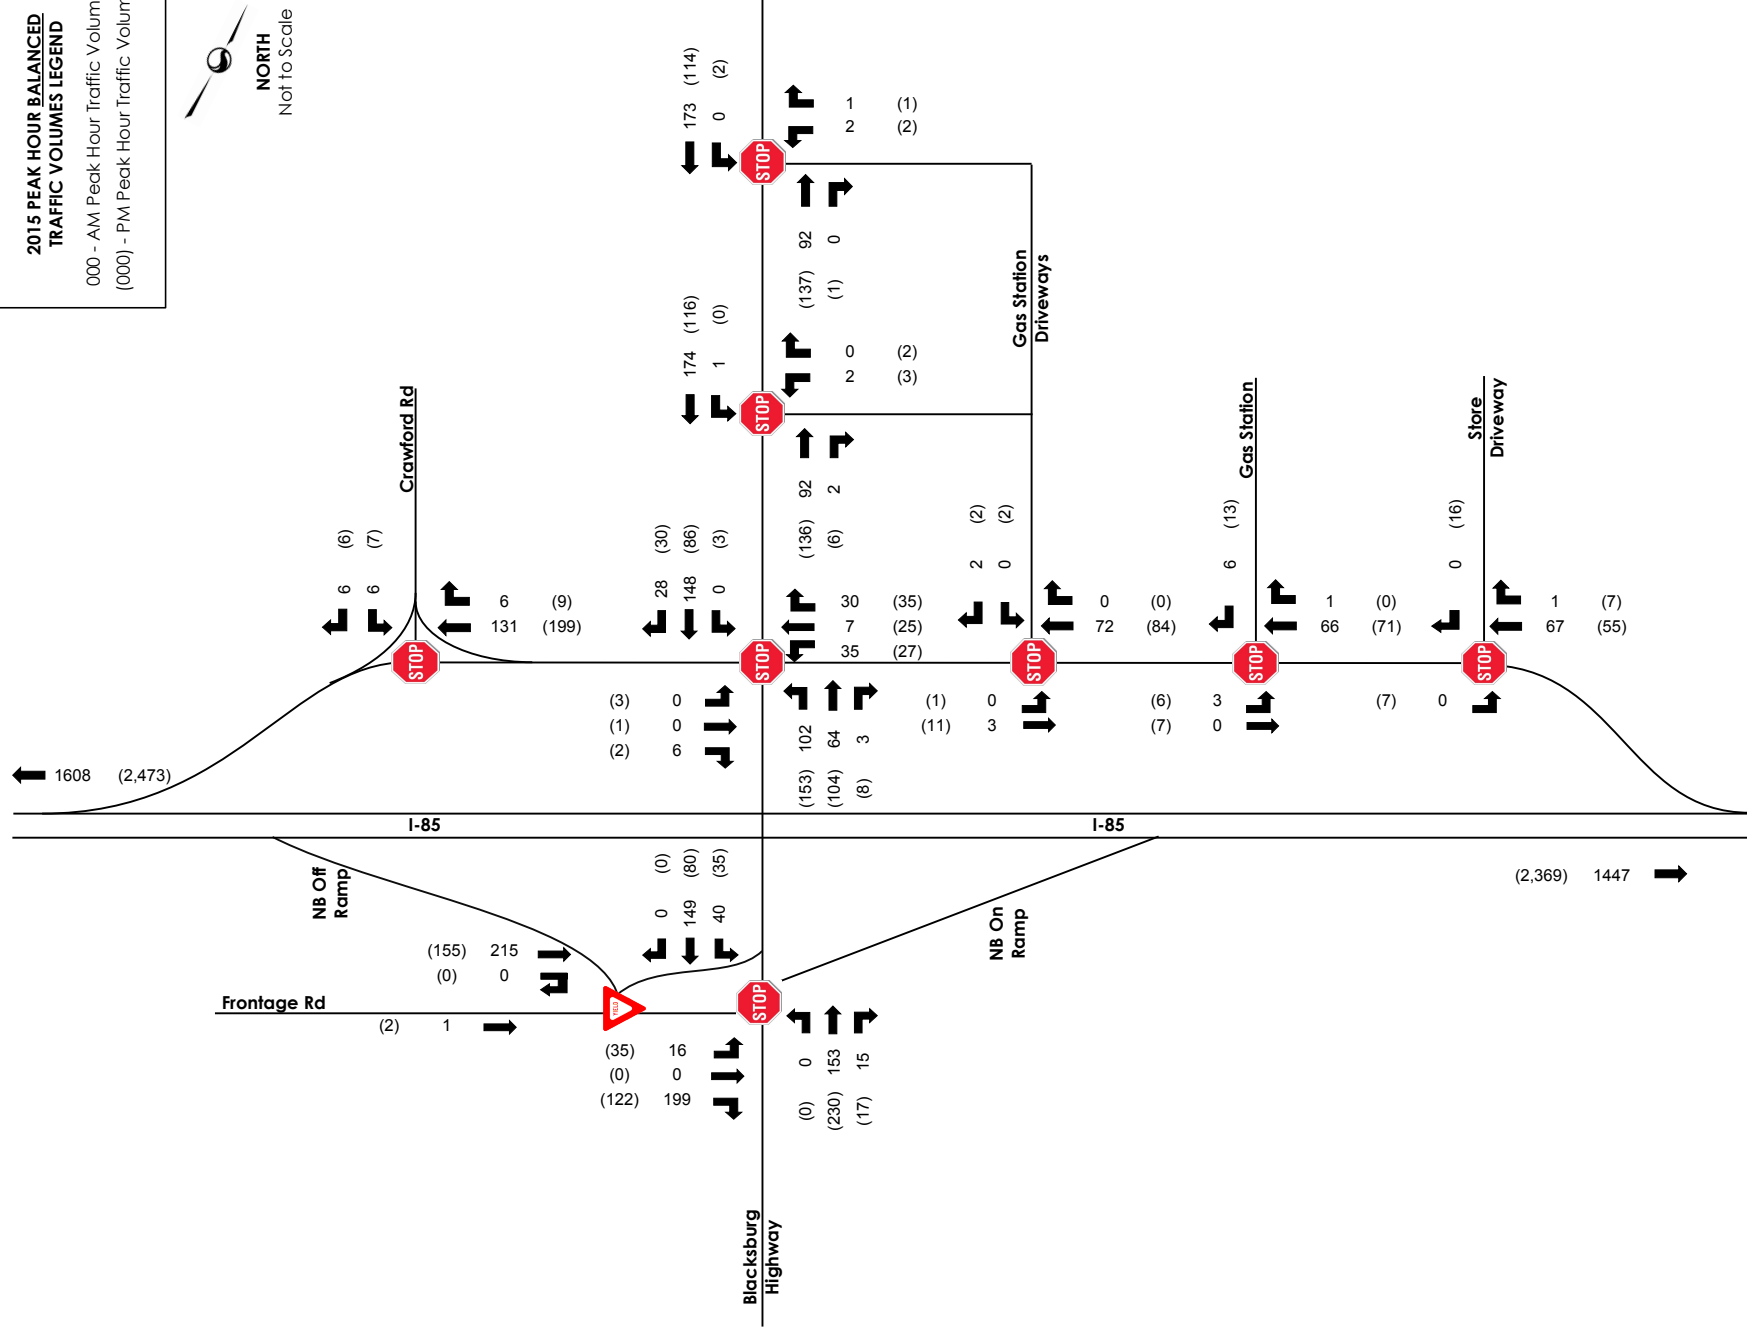 2015 PEAK HOUR BALANCED
TRAFFIC VOLUMES LEGEND
000 - AM Peak Hour Traffic Volum
(000) - PM Peak Hour Traffic Volum
NORTH
Not to Scale
173 (114)
0 (2)
1 (1)
2 (2)
STOP
(137) 92
(1) 0
174 (116)
1 (0)
0 (2)
2 (3)
STOP
(136) 92
(6) 2
Gas Station
Driveways
Crawford Rd
6 (6)
6 (7)
6 (9)
131 (199)
STOP
28 (30)
148 (86)
0 (3)
30 (35)
7 (25)
35 (27)
STOP
(3) 0
(1) 0
(2) 6
(153) 102
(104) 64
(8) 3
2 (2)
0 (2)
0 (0)
72 (84)
STOP
(1) 0
(11) 3
Gas Station
6 (13)
1 (0)
66 (71)
STOP
(6) 3
(7) 0
Store
Driveway
0 (16)
1 (7)
67 (55)
STOP
(7) 0
1608 (2,473)
I-85
I-85
(2,369) 1447
NB Off
Ramp
0 (0)
149 (80)
40 (35)
NB On
Ramp
(155) 215
(0) 0
Frontage Rd
(2) 1
YIELD
STOP
(35) 16
(0) 0
(122) 199
(0) 0
(230) 153
(17) 15
Blacksburg
Highway